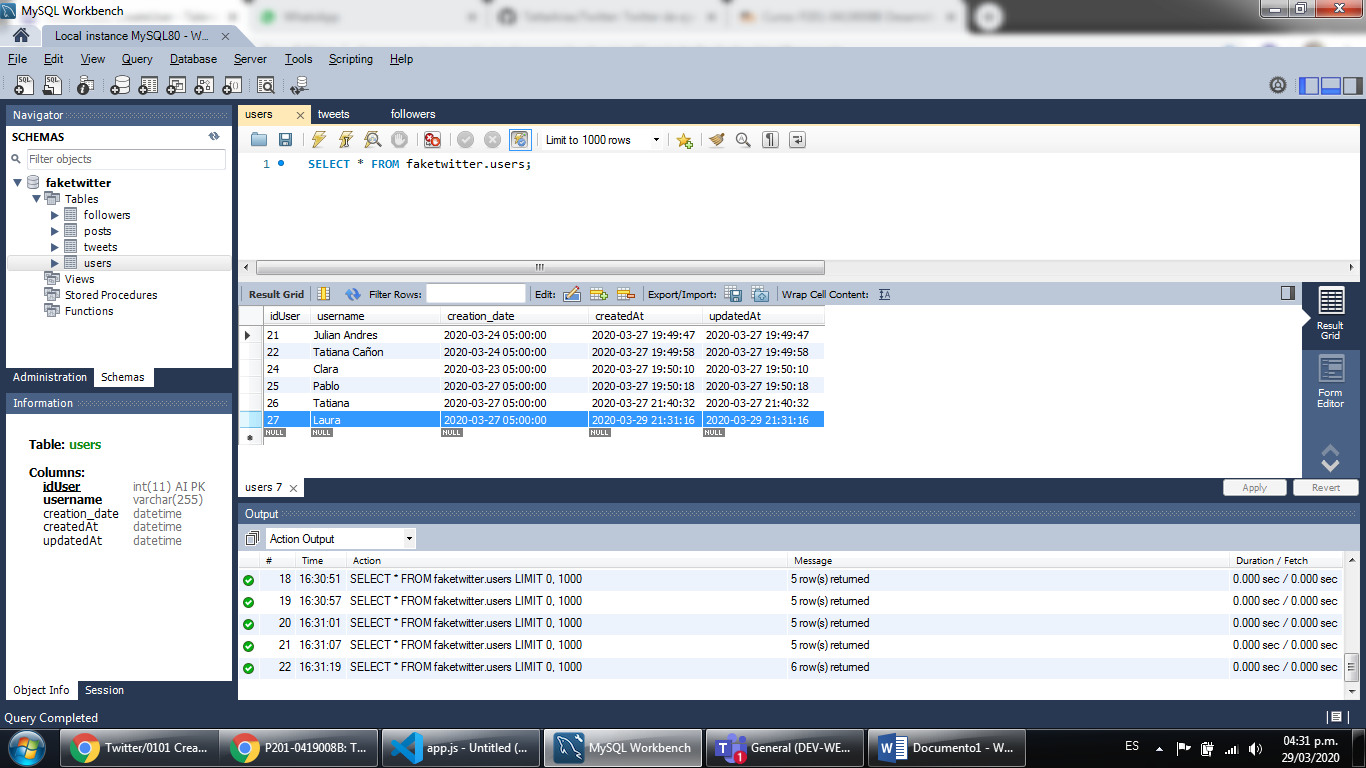 MySQL Workbench
Local instance MySQL80 - W...
File Edit View Query Database Server Tools Scripting Help
Navigator
SCHEMAS
Filter objects
faketwitter
Tables
followers
posts
tweets
users
Views
Stored Procedures
Functions
Administration Schemas
Information
Table: users
Columns:
idUser int(11) AI PK
username varchar(255)
creation_date datetime
createdAt datetime
updatedAt datetime
Object Info Session
users tweets followers
Limit to 1000 rows
1 SELECT * FROM faketwitter.users;
Result Grid Filter Rows: Edit: Export/Import: Wrap Cell Content:
idUser username creation_date createdAt updatedAt
21 Julian Andres 2020-03-24 05:00:00 2020-03-27 19:49:47 2020-03-27 19:49:47
22 Tatiana Cañon 2020-03-24 05:00:00 2020-03-27 19:49:58 2020-03-27 19:49:58
24 Clara 2020-03-23 05:00:00 2020-03-27 19:50:10 2020-03-27 19:50:10
25 Pablo 2020-03-27 05:00:00 2020-03-27 19:50:18 2020-03-27 19:50:18
26 Tatiana 2020-03-27 05:00:00 2020-03-27 21:40:32 2020-03-27 21:40:32
27 Laura 2020-03-27 05:00:00 2020-03-29 21:31:16 2020-03-29 21:31:16
NULL NULL NULL NULL NULL
Result
Grid
Form
Editor
users 7
Apply Revert
Output
Action Output
# Time Action Message Duration / Fetch
18 16:30:51 SELECT * FROM faketwitter.users LIMIT 0, 1000 5 row(s) returned 0.000 sec / 0.000 sec
19 16:30:57 SELECT * FROM faketwitter.users LIMIT 0, 1000 5 row(s) returned 0.000 sec / 0.000 sec
20 16:31:01 SELECT * FROM faketwitter.users LIMIT 0, 1000 5 row(s) returned 0.000 sec / 0.000 sec
21 16:31:07 SELECT * FROM faketwitter.users LIMIT 0, 1000 5 row(s) returned 0.000 sec / 0.000 sec
22 16:31:19 SELECT * FROM faketwitter.users LIMIT 0, 1000 6 row(s) returned 0.000 sec / 0.000 sec
Query Completed
Twitter/0101 Crea... P201-0419008B: T... app.js - Untitled (... MySQL Workbench General (DEV-WE... Documento1 - W... ES 04:31 p.m.
29/03/2020